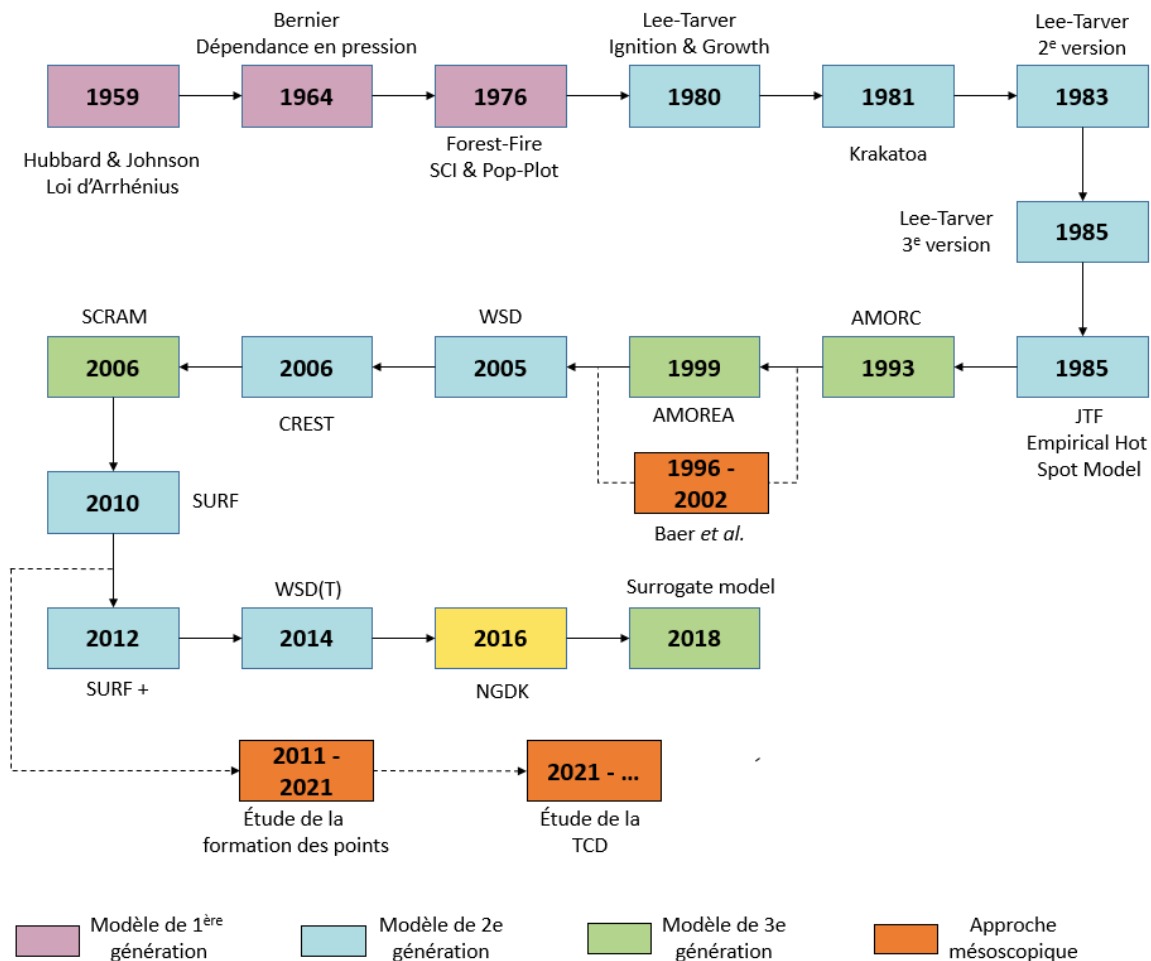 Bernier
Dépendance en pression
Lee-Tarver
Ignition & Growth
Lee-Tarver
2e version
1959
1964
1976
1980
1981
1983
Hubbard & Johnson
Loi d'Arrhénius
Forest-Fire
SCI & Pop-Plot
Krakatoa
Lee-Tarver
3e version
1985
SCRAM
WSD
AMORC
2006
2006
2005
1999
1993
1985
CREST
AMOREA
JTF
Empirical Hot
Spot Model
1996 -
2002
Baer et al.
2010
SURF
WSD(T)
Surrogate model
2012
2014
2016
2018
SURF +
NGDK
2011 -
2021
2021 - ...
Étude de la
formation des points
Étude de la
TCD
Modèle de 1ère
génération
Modèle de 2e
génération
Modèle de 3e
génération
Approche
mésoscopique